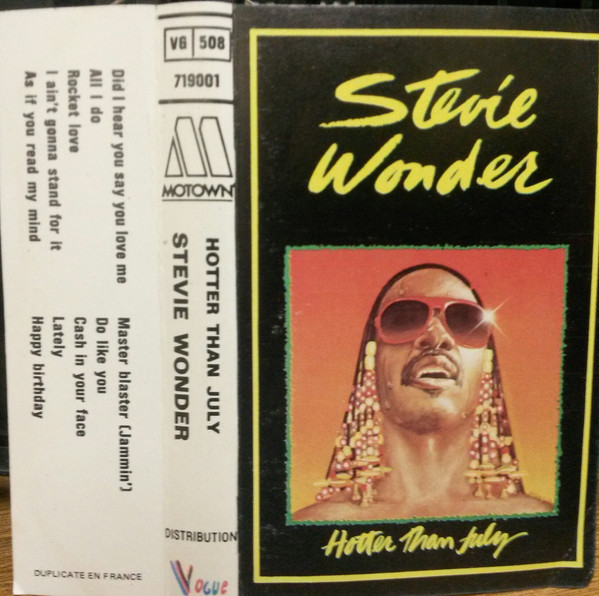 Did I hear you say you love me
All I do
Rocket love
I ain't gonna stand for it
As if you read my mind
Master blaster (Jammin')
Do like you
Cash in your face
Lately
Happy birthday
DUPLICATE EN FRANCE
VG 508
719001
MOTOWN
HOTTER THAN JULY
STEVIE WONDER
DISTRIBUTION
Vogue
Stevie
Wonder
Hotter Than July